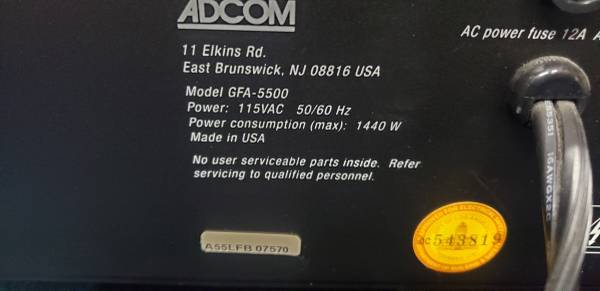 ADCOM
AC power fuse 12A
11 Elkins Rd.
East Brunswick, NJ 08816 USA
Model GFA-5500
Power: 115VAC 50/60 Hz
Power consumption (max): 1440 W
Made in USA
No user serviceable parts inside. Refer
servicing to qualified personnel.
A55LFB 07570
543819